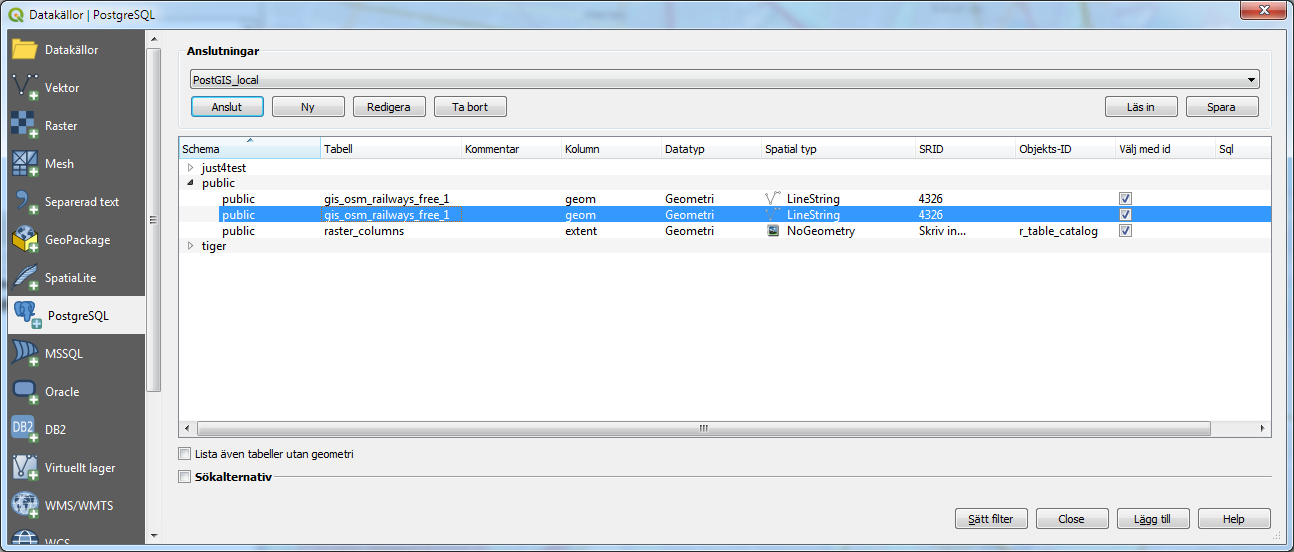 Datakällor | PostgreSQL
Datakällor
Vektor
Raster
Mesh
Separerad text
GeoPackage
SpatiaLite
PostgreSQL
MSSQL
Oracle
DB2
DB2
Virtuellt lager
WMS/WMTS
WCS
Anslutningar
PostGIS_local
Anslut Ny Redigera Ta bort Läs in Spara
Schema Tabell Kommentar Kolumn Datatyp Spatial typ SRID Objekts-ID Välj med id Sql
just4test
public
public gis_osm_railways_free_1 geom Geometri LineString 4326
public gis_osm_railways_free_1 geom Geometri LineString 4326
public raster_columns extent Geometri NoGeometry Skriv in... r_table_catalog
tiger
Lista även tabeller utan geometri
Sökalternativ
Sätt filter Close Lägg till Help